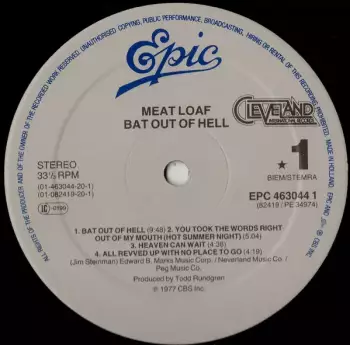 ALL RIGHTS OF THE MANUFACTURER AND OF THE OWNER OF THE RECORDED WORK RESERVED. UNAUTHORISED COPYING, PUBLIC PERFORMANCE, BROADCASTING, HIRING OR RENTAL OF THIS RECORDING PROHIBITED. MADE IN HOLLAND.
Epic
MEAT LOAF
BAT OUT OF HELL
CLEVELAND
STEREO
33⅓ RPM
(01-463044-20-1)
(01-082419-20-1)
★ 1
BIEM/STEMRA
EPC 463044 1
(82419 / PE 34974)
1. BAT OUT OF HELL (9:48) 2. YOU TOOK THE WORDS RIGHT
OUT OF MY MOUTH (HOT SUMMER NIGHT) (5:04)
3. HEAVEN CAN WAIT (4:38)
4. ALL REVVED UP WITH NO PLACE TO GO (4:19)
(Jim Steinman) Edward B. Marks Music Corp. / Neverland Music Co./
Peg Music Co.
Produced by Todd Rundgren
℗ 1977 CBS Inc.